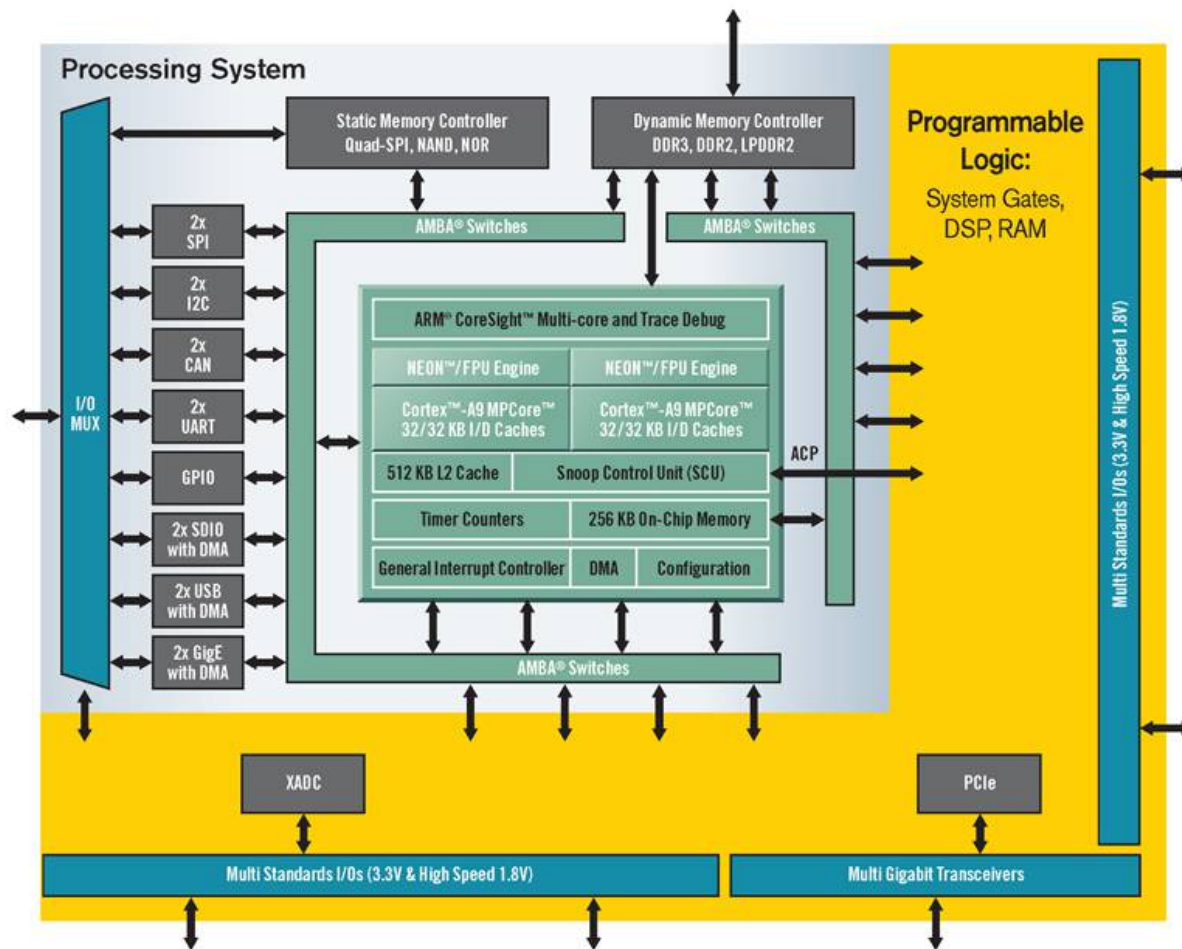 Processing System
Static Memory Controller
Quad-SPI, NAND, NOR
Dynamic Memory Controller
DDR3, DDR2, LPDDR2
Programmable
Logic:
System Gates,
DSP, RAM
AMBA® Switches
AMBA® Switches
2x
SPI
2x
I2C
2x
CAN
2x
UART
GPIO
2x SDIO
with DMA
2x USB
with DMA
2x GigE
with DMA
I/O
MUX
ARM® CoreSight™ Multi-core and Trace Debug
NEON™/FPU Engine
NEON™/FPU Engine
Cortex™-A9 MPCore™
32/32 KB I/D Caches
Cortex™-A9 MPCore™
32/32 KB I/D Caches
512 KB L2 Cache
Snoop Control Unit (SCU)
ACP
Timer Counters
256 KB On-Chip Memory
General Interrupt Controller
DMA
Configuration
AMBA® Switches
Multi Standards I/Os (3.3V & High Speed 1.8V)
XADC
PCIe
Multi Standards I/Os (3.3V & High Speed 1.8V)
Multi Gigabit Transceivers